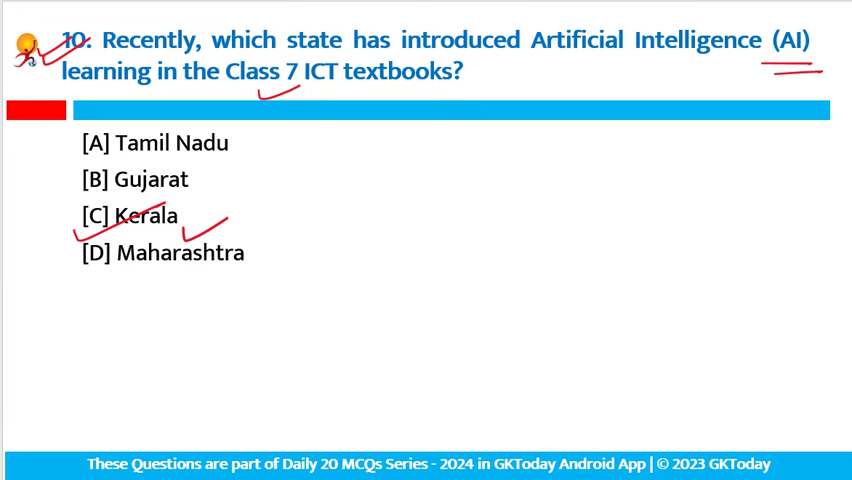 10. Recently, which state has introduced Artificial Intelligence (AI)
learning in the Class 7 ICT textbooks?
[A] Tamil Nadu
[B] Gujarat
[C] Kerala
[D] Maharashtra
These Questions are part of Daily 20 MCQs Series - 2024 in GKToday Android App | © 2023 GKToday